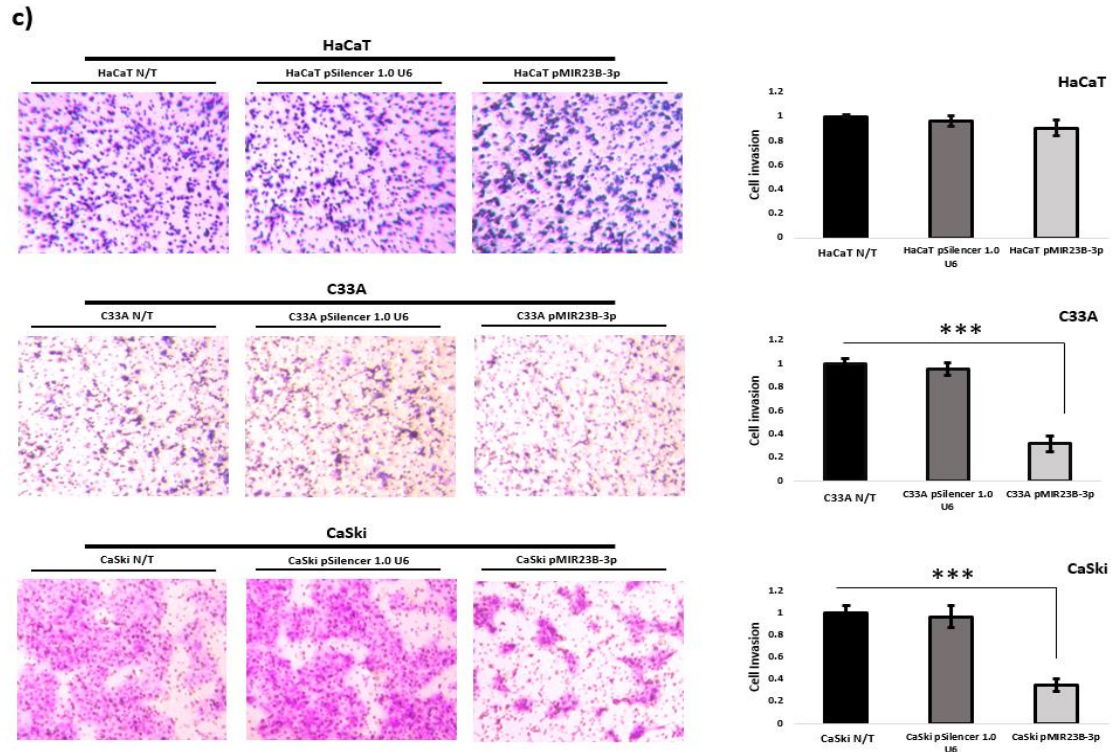 c)
HaCaT
HaCaT N/T
HaCaT pSilencer 1.0 U6
HaCaT pMIR23B-3p
HaCaT
1.2
1
0.8
0.6
0.4
0.2
0
Cell invasion
HaCaT N/T
HaCaT pSilencer 1.0
U6
HaCaT pMIR23B-3p
C33A
C33A N/T
C33A pSilencer 1.0 U6
C33A pMIR23B-3p
C33A
***
1.2
1
0.8
0.6
0.4
0.2
0
Cell invasion
C33A N/T
C33A pSilencer 1.0
U6
C33A pMIR23B-3p
CaSki
CaSki N/T
CaSki pSilencer 1.0 U6
CaSki pMIR23B-3p
CaSki
***
1.2
1
0.8
0.6
0.4
0.2
0
Cell Invasion
CaSki N/T
CaSki pSilencer 1.0
U6
CaSki pMIR23B-3p